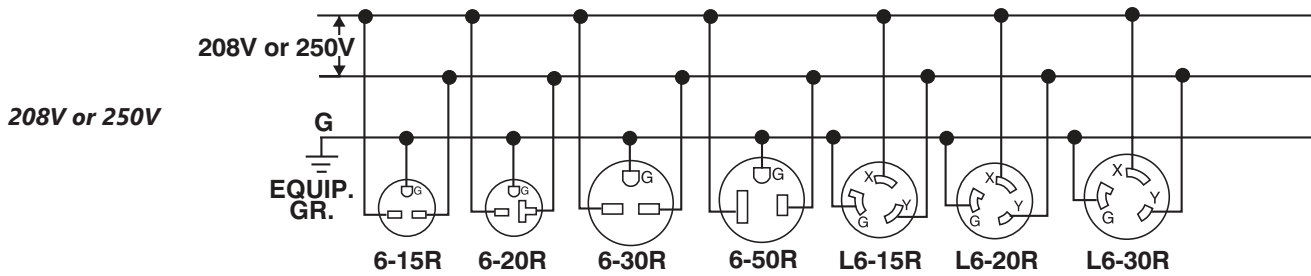 208V or 250V
208V or 250V
G
EQUIP.
GR.
G G G G X Y G X Y G X Y G
6-15R 6-20R 6-30R 6-50R L6-15R L6-20R L6-30R